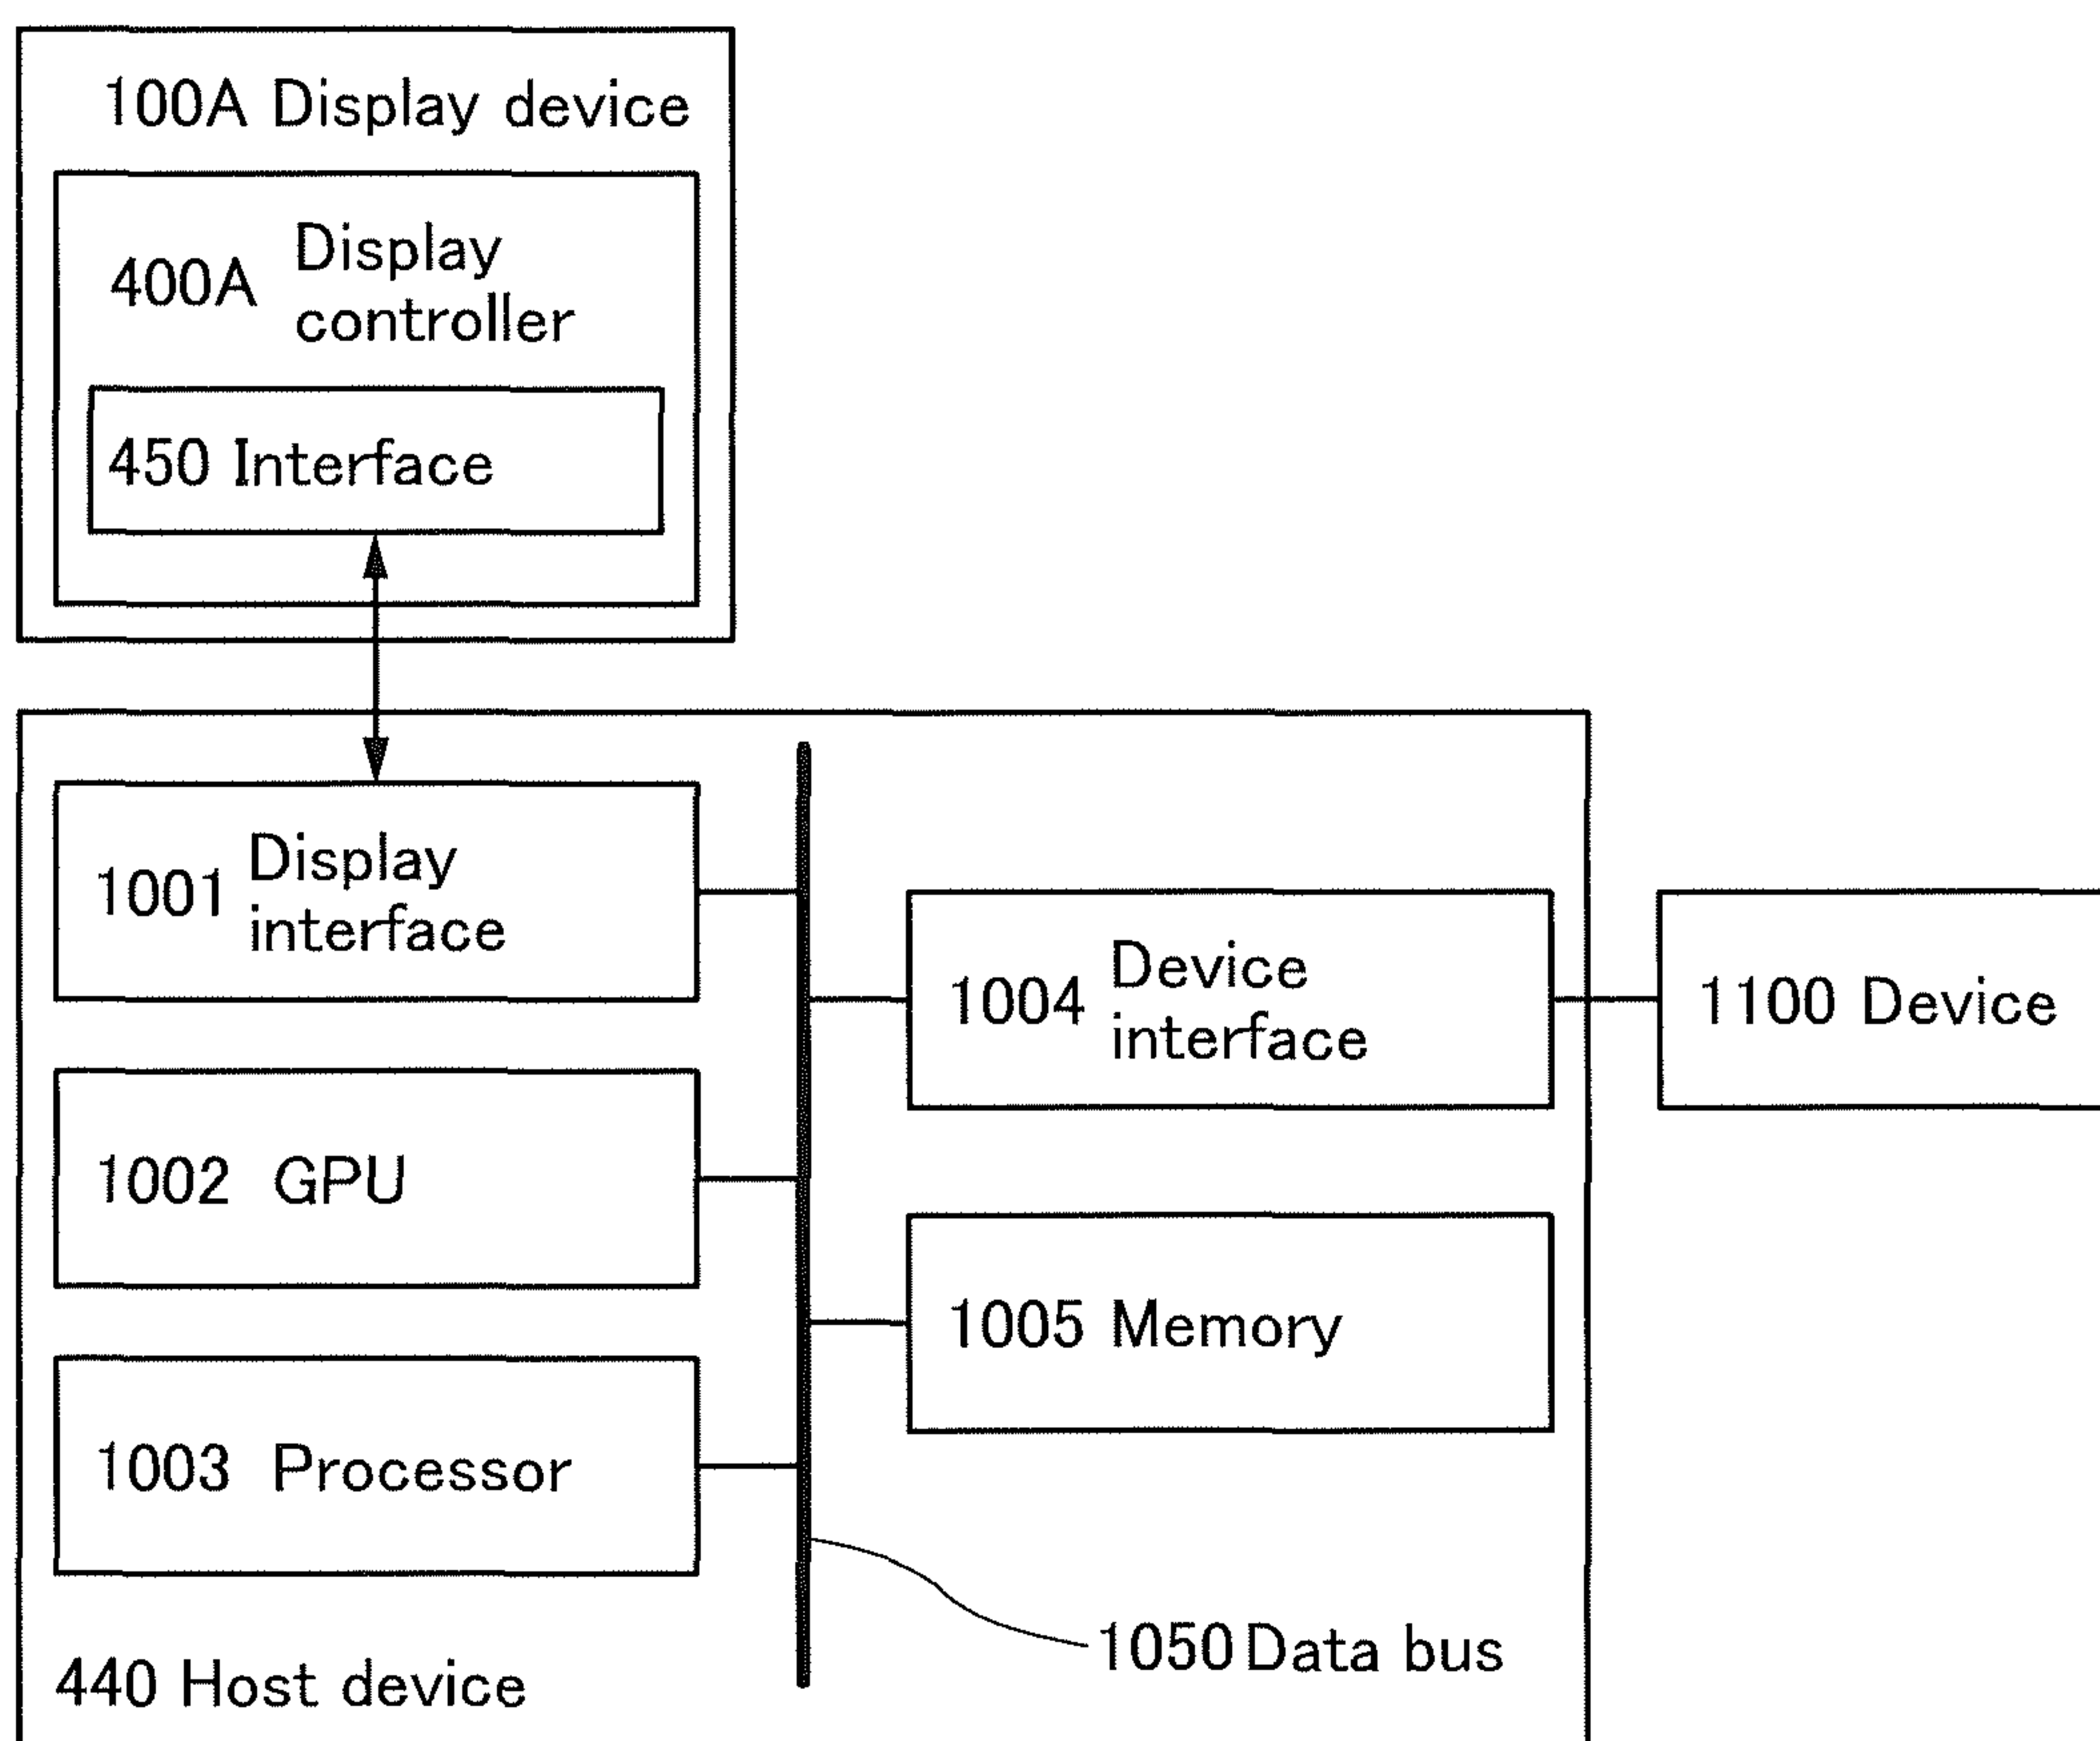 100A Display device
400A Display
controller
450 Interface
1001 Display
interface
1002 GPU
1003 Processor
1004 Device
interface
1005 Memory
1100 Device
1050 Data bus
440 Host device